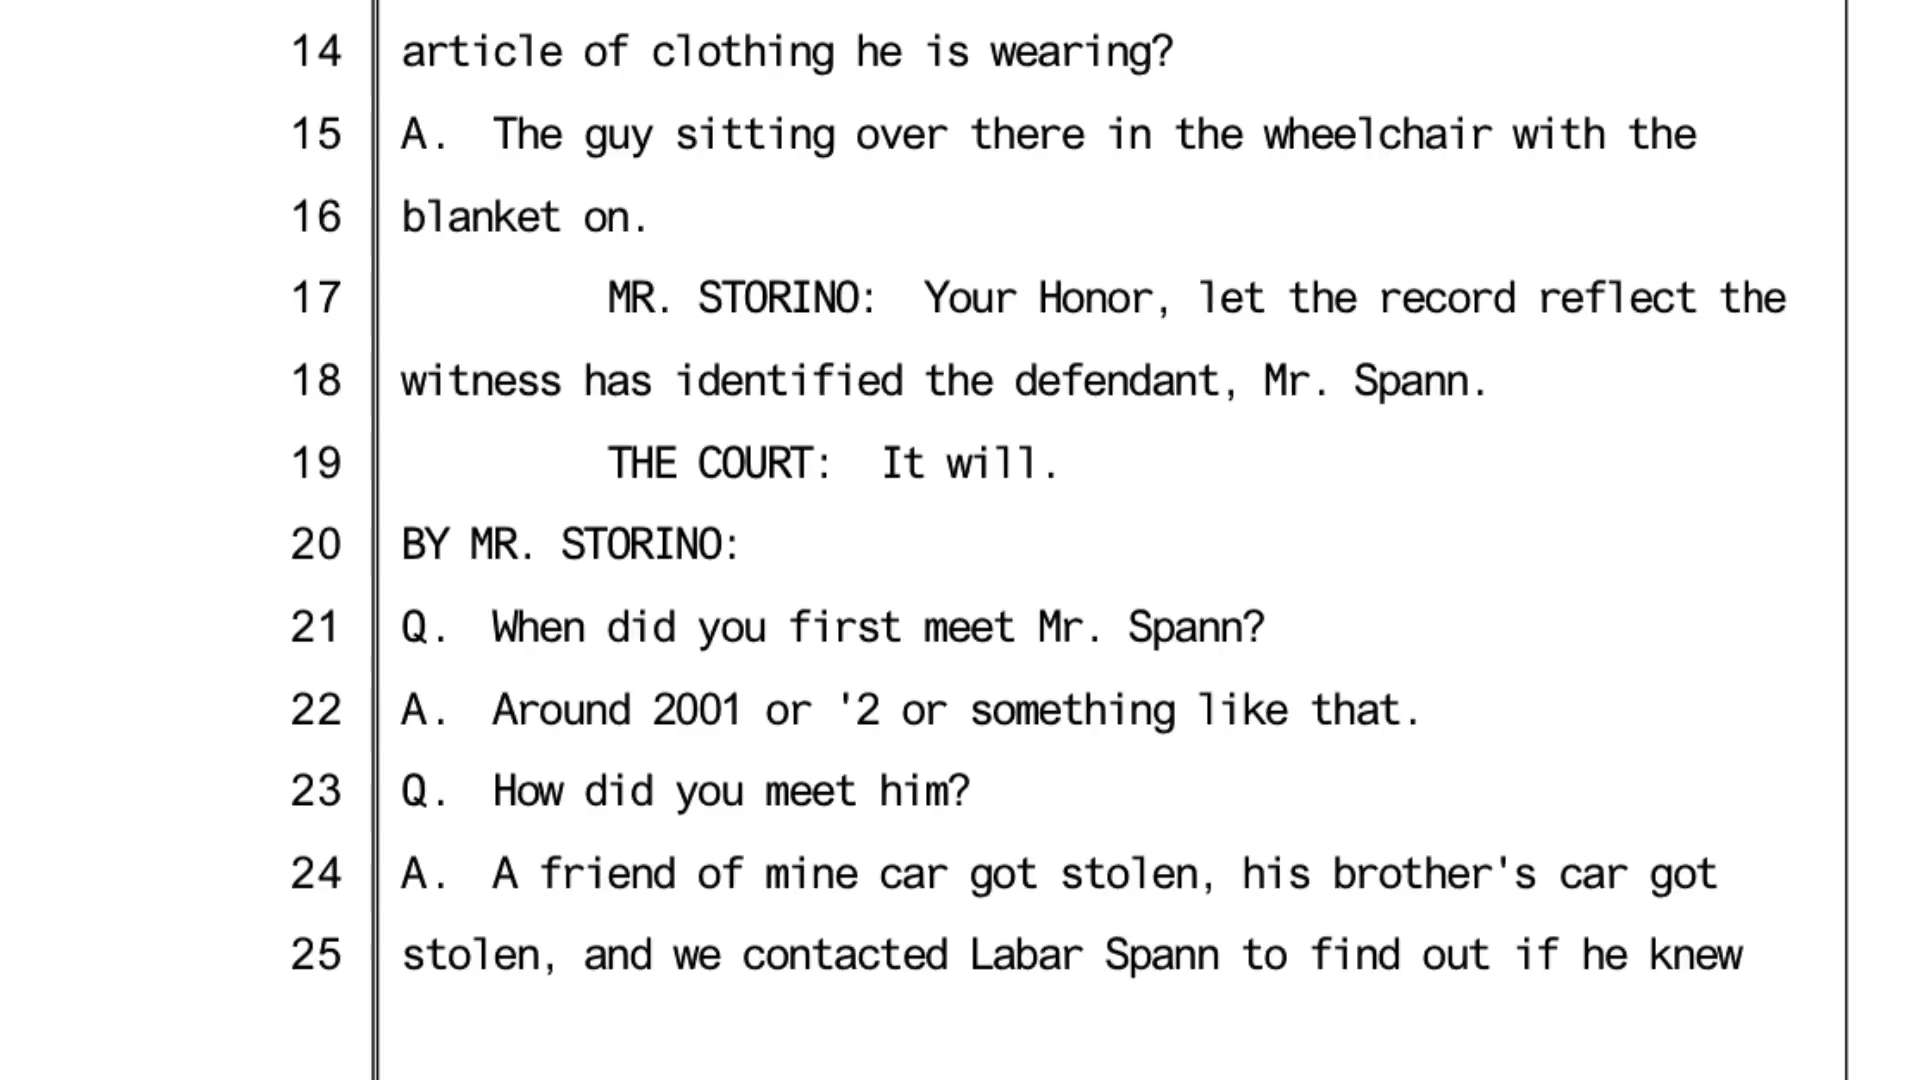 14 article of clothing he is wearing?
15 A. The guy sitting over there in the wheelchair with the
16 blanket on.
17 MR. STORINO: Your Honor, let the record reflect the
18 witness has identified the defendant, Mr. Spann.
19 THE COURT: It will.
20 BY MR. STORINO:
21 Q. When did you first meet Mr. Spann?
22 A. Around 2001 or '2 or something like that.
23 Q. How did you meet him?
24 A. A friend of mine car got stolen, his brother's car got
25 stolen, and we contacted Labar Spann to find out if he knew